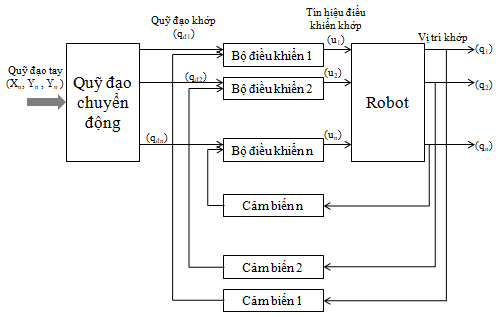 Quỹ đạo khớp
(qd1)
Tín hiệu điều
khiển khớp
(u1)
Vị trí khớp
(q1)
Quỹ đạo tay
(Xn, Yn, Yn)
Quỹ đạo
chuyển
động
Bộ điều khiển 1
(qd2)
Bộ điều khiển 2
(u2)
Robot
(q2)
(qdn)
Bộ điều khiển n
(un)
(qn)
Cảm biến n
Cảm biến 2
Cảm biến 1